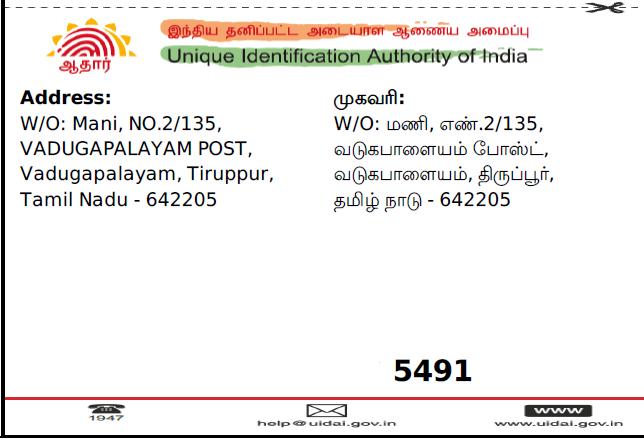 இந்திய தனிப்பட்ட அடையாள ஆணைய அமைப்பு
ஆதார்
Unique Identification Authority of India
Address:
W/O: Mani, NO.2/135,
VADUGAPALAYAM POST,
Vadugapalayam, Tiruppur,
Tamil Nadu - 642205
முகவரி:
W/O: மணி, எண்.2/135,
வடுகபாளையம் போஸ்ட்,
வடுகபாளையம், திருப்பூர்,
தமிழ் நாடு - 642205
5491
1947
help@uidai.gov.in
www
www.uidai.gov.in